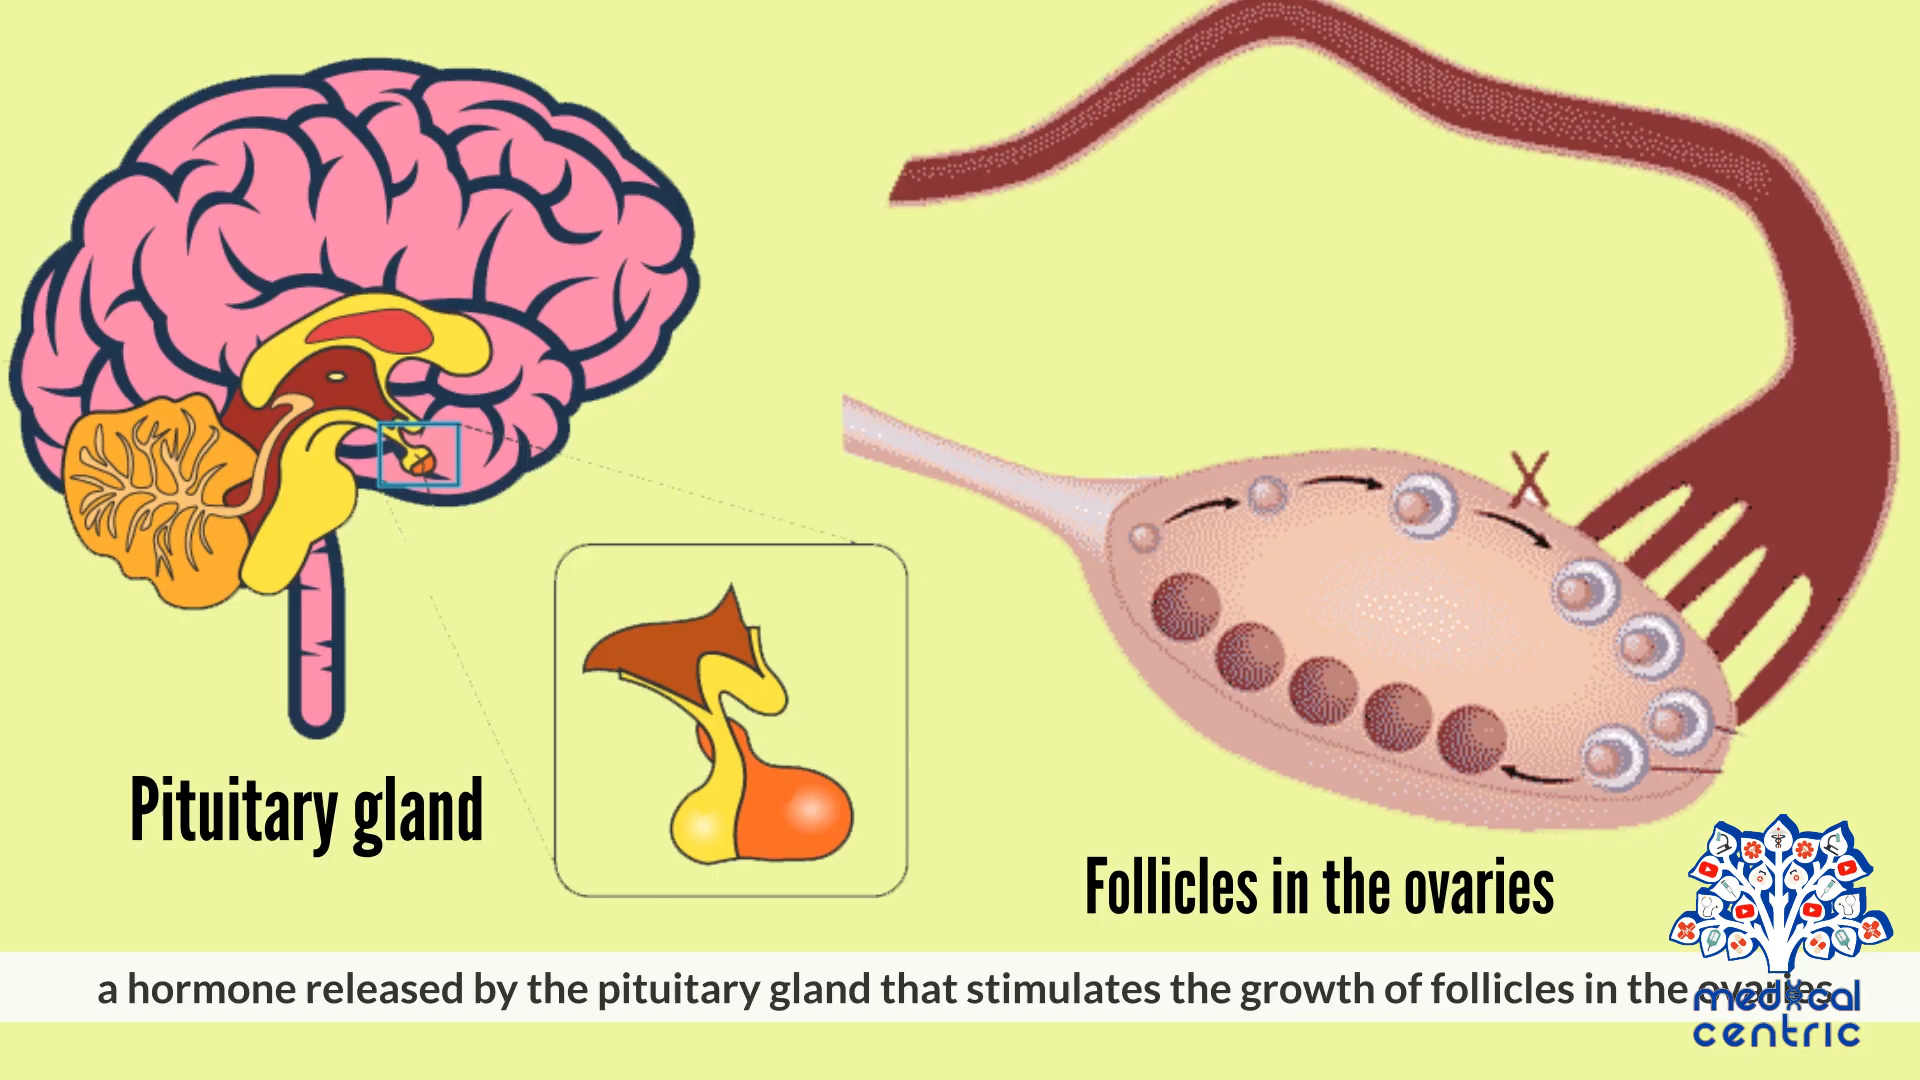 Pituitary gland
Follicles in the ovaries
a hormone released by the pituitary gland that stimulates the growth of follicles in the ovaries
medical
centric